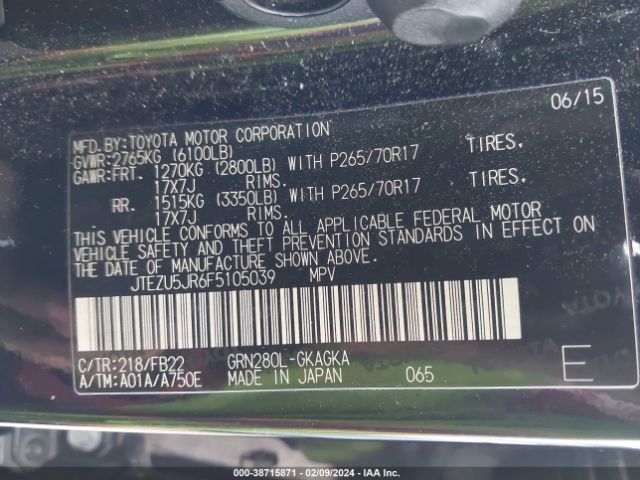 06/15
MFD.BY:TOYOTA MOTOR CORPORATION
GVWR:2765KG (6100LB)
GAWR:FRT. 1270KG (2800LB) WITH P265/70R17 TIRES.
17X7J RIMS.
RR. 1515KG (3350LB) WITH P265/70R17 TIRES.
17X7J RIMS.
THIS VEHICLE CONFORMS TO ALL APPLICABLE FEDERAL MOTOR
VEHICLE SAFETY AND THEFT PREVENTION STANDARDS IN EFFECT ON
THE DATE OF MANUFACTURE SHOWN ABOVE.
JTEZU5JR6F5105039 MPV
C/TR:218/FB22 GRN280L-GKAGKA
A/TM:A01A/A750E MADE IN JAPAN 065 E
000-38715871 - 02/09/2024 - IAA Inc.